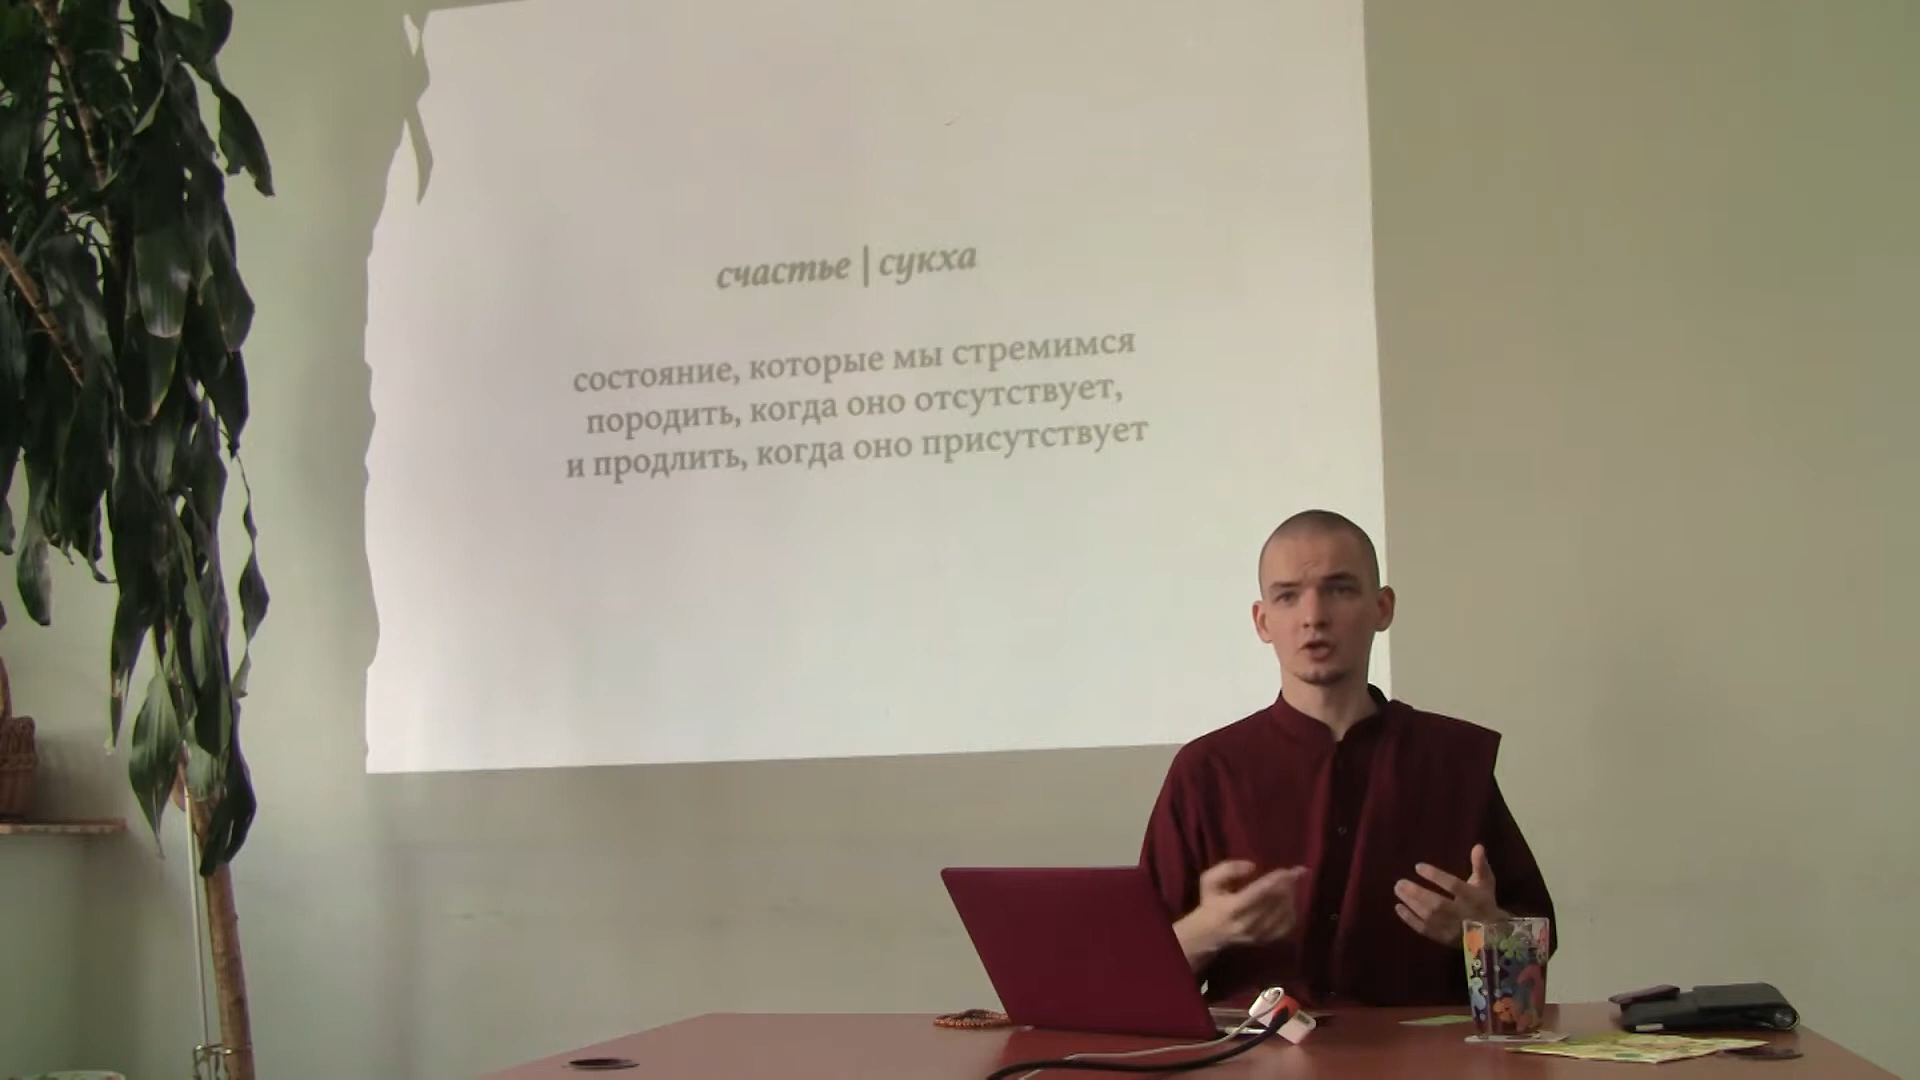 счастье | сукха
состояние, которые мы стремимся
породить, когда оно отсутствует,
и продлить, когда оно присутствует